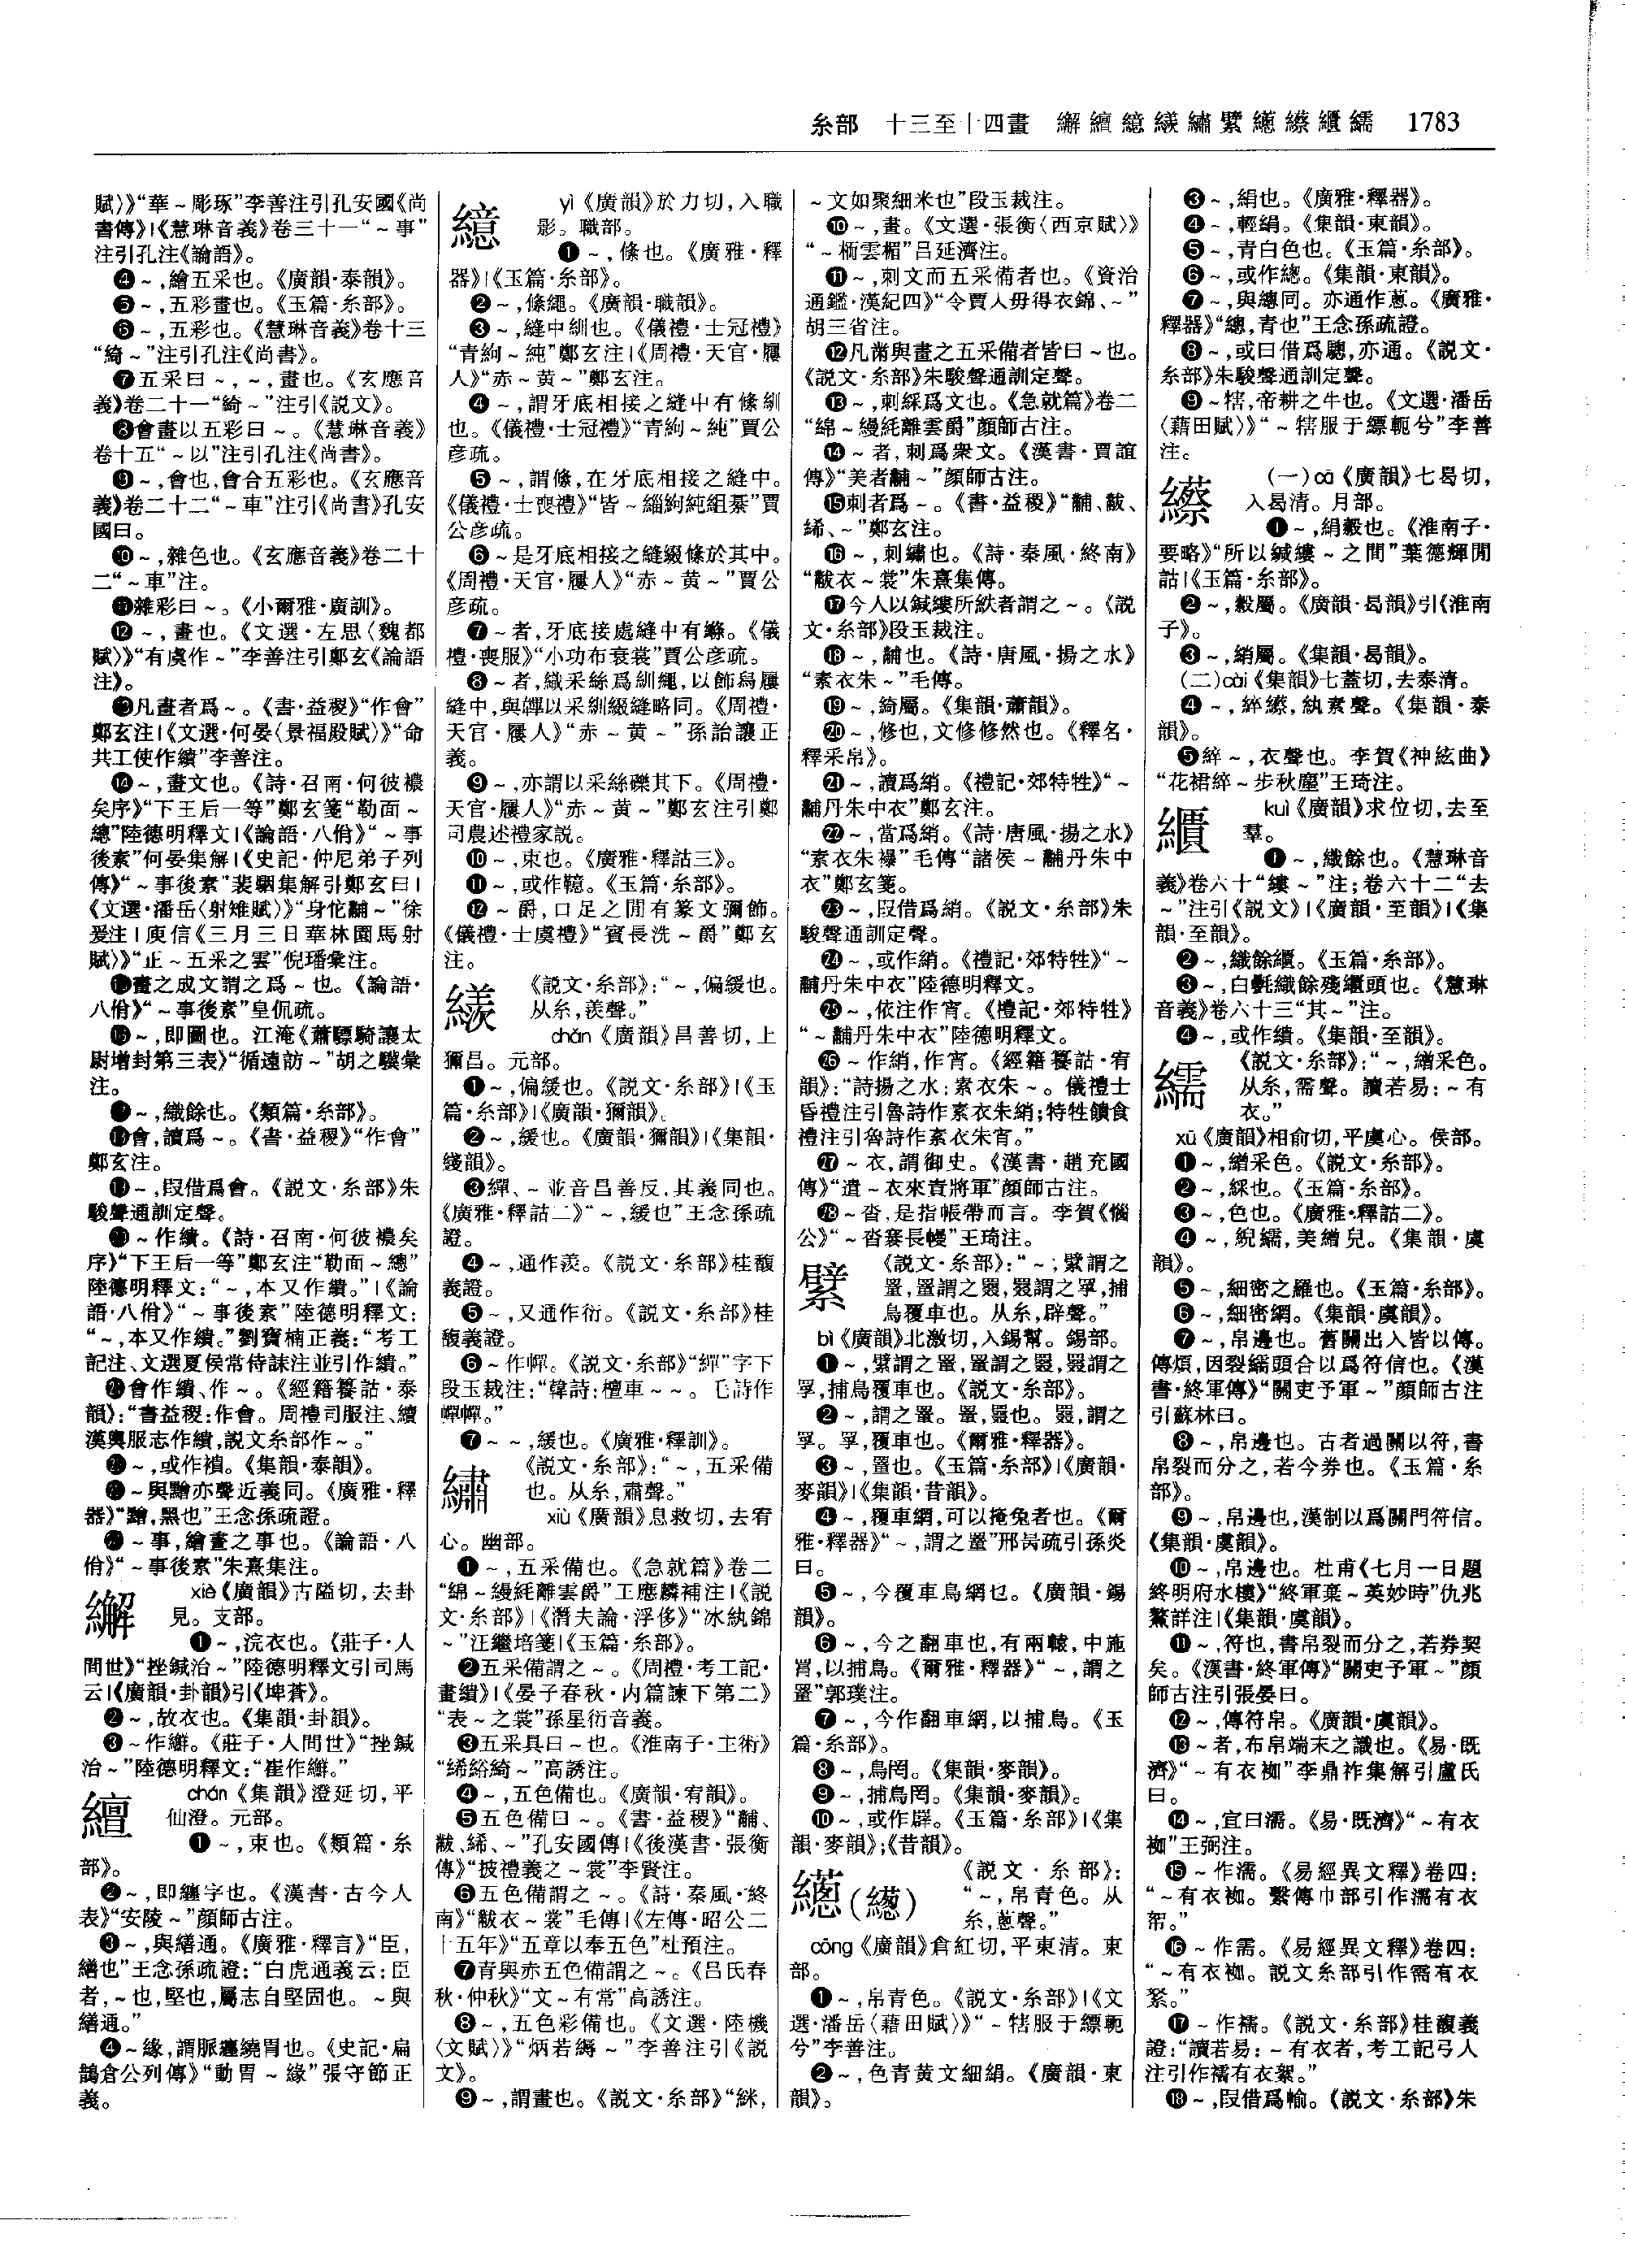 糸部 十三至十四畫 繲繵繶繏繡繴繱縩繢繻 1783
賦〉》“華～彫琢”李善注引孔安國《尚
書傳》|《慧琳音義》卷三十一“～事”
注引孔注《論語》。
❹～,繪五采也。《廣韻·泰韻》。
❺～,五彩畫也。《玉篇·糸部》。
❻～,五彩也。《慧琳音義》卷十三
“綺～”注引孔注《尚書》。
❼五采曰～,～,畫也。《玄應音
義》卷二十一“綺～”注引《説文》。
❽會畫以五彩曰～。《慧琳音義》
卷十五“～以”注引孔注《尚書》。
❾～,會也,會合五彩也。《玄應音
義》卷二十二“～車”注引《尚書》孔安
國曰。
❿～,雜色也。《玄應音義》卷二十
二“～車”注。
⓫雜彩曰～。《小爾雅·廣訓》。
⓬～,畫也。《文選·左思〈魏都
賦〉》“有虞作～”李善注引鄭玄《論語
注》。
⓭凡畫者爲～。《書·益稷》“作會”
鄭玄注|《文選·何晏〈景福殿賦〉》“命
共工使作繢”李善注。
⓮～,畫文也。《詩·召南·何彼襛
矣序》“下王后一等”鄭玄箋“勒面～
總”陸德明釋文|《論語·八佾》“～事
後素”何晏集解|《史記·仲尼弟子列
傳》“～事後素”裴駰集解引鄭玄曰|
《文選·潘岳〈射雉賦〉》“身佗黼～”徐
爰注|庾信《三月三日華林園馬射
賦〉》“正～五采之雲”倪璠彙注。
⓯畫之成文謂之爲～也。《論語·
八佾》“～事後素”皇侃疏。
⓰～,即圖也。江淹《蕭驃騎讓太
尉增封第三表》“循遠訪～”胡之驥彙
注。
⓱～,織餘也。《類篇·糸部》。
⓲會,讀爲～。《書·益稷》“作會”
鄭玄注。
⓳～,叚借爲會。《説文·糸部》朱
駿聲通訓定聲。
⓴～作繢。《詩·召南·何彼襛矣
序》“下王后一等”鄭玄注“勒面～總”
陸德明釋文：“～,本又作繢。”|《論
語·八佾》“～事後素”陸德明釋文：
“～,本又作繢。”劉寶楠正義：“考工
記注、文選夏侯常侍誄注並引作繢。”
㉑會作繢、作～。《經籍籑詁·泰
韻》：“書益稷：作會。周禮司服注、續
漢輿服志作繢,説文糸部作～。”
㉒～,或作襘。《集韻·泰韻》。
㉓～與黵亦聲近義同。《廣雅·釋
器》“黵,黑也”王念孫疏證。
㉔～事,繪畫之事也。《論語·八
佾》“～事後素”朱熹集注。
繲 xiè《廣韻》古隘切,去卦
見。支部。
❶～,浣衣也。《莊子·人
間世》“挫鍼治～”陸德明釋文引司馬
云|《廣韻·卦韻》引《埤蒼》。
❷～,故衣也。《集韻·卦韻》。
❸～作繲。《莊子·人間世》“挫鍼
治～”陸德明釋文：“崔作繲。”
繵 chán《集韻》澄延切,平
仙澄。元部。
❶～,束也。《類篇·糸
部》。
❷～,即纏字也。《漢書·古今人
表》“安陵～”顏師古注。
❸～,與繕通。《廣雅·釋言》“臣,
繕也”王念孫疏證：“白虎通義云：臣
者,～也,堅也,屬志自堅固也。～與
繕通。”
❹～緣,謂脈纏繞胃也。《史記·扁
鵲倉公列傳》“動胃～緣”張守節正
義。
繶 yì《廣韻》於力切,入職
影。職部。
❶～,絛也。《廣雅·釋
器》|《玉篇·糸部》。
❷～,絛繩。《廣韻·職韻》。
❸～,縫中紃也。《儀禮·士冠禮》
“青絇～純”鄭玄注|《周禮·天官·屨
人》“赤～黄～”鄭玄注。
❹～,謂牙底相接之縫中有絛紃
也。《儀禮·士冠禮》“青絇～純”賈公
彦疏。
❺～,謂絛,在牙底相接之縫中。
《儀禮·士喪禮》“皆～緇絇純組綦”賈
公彦疏。
❻～是牙底相接之縫綴絛於其中。
《周禮·天官·屨人》“赤～黄～”賈公
彦疏。
❼～者,牙底接處縫中有絛。《儀
禮·喪服》“小功布衰裳”賈公彦疏。
❽～者,織采絲爲紃繩,以飾舄屨
縫中,與韠以采紃綴縫略同。《周禮·
天官·屨人》“赤～黄～”孫詒讓正
義。
❾～,亦謂以采絲礫其下。《周禮·
天官·屨人》“赤～黄～”鄭玄注引鄭
司農述禮家説。
❿～,束也。《廣雅·釋詁三》。
⓫～,或作䪰。《玉篇·糸部》。
⓬～爵,口足之間有篆文彌飾。
《儀禮·士虞禮》“賓長洗～爵”鄭玄
注。
繏 《説文·糸部》：“～,偏緩也。
从糸,羨聲。”
chǎn《廣韻》昌善切,上
獮昌。元部。
❶～,偏緩也。《説文·糸部》|《玉
篇·糸部》|《廣韻·獮韻》。
❷～,緩也。《廣韻·獮韻》|《集韻·
綫韻》。
❸繟、～並音昌善反,其義同也。
《廣雅·釋詁二》“～,緩也”王念孫疏
證。
❹～,通作羨。《説文·糸部》桂馥
義證。
❺～,又通作衍。《説文·糸部》桂
馥義證。
❻～作幝。《説文·糸部》“繟”字下
段玉裁注：“韓詩：檀車～～。毛詩作
幝幝。”
❼～～,緩也。《廣雅·釋訓》。
繡 《説文·糸部》：“～,五采備
也。从糸,肅聲。”
xiù《廣韻》息救切,去宥
心。幽部。
❶～,五采備也。《急就篇》卷二
“綿～縵紝離雲爵”王應麟補注|《説
文·糸部》|《潛夫論·浮侈》“冰紈錦
～”汪繼培箋|《玉篇·糸部》。
❷五采備謂之～。《周禮·考工記·
畫繢》|《晏子春秋·内篇諫下第二》
“表～之裳”孫星衍音義。
❸五采具曰～也。《淮南子·主術》
“絺綌綺～”高誘注。
❹～,五色備也。《廣韻·宥韻》。
❺五色備曰～。《書·益稷》“黼、
黻、絺、～”孔安國傳|《後漢書·張衡
傳》“披禮義之～裳”李賢注。
❻五色備謂之～。《詩·秦風·終
南》“黻衣～裳”毛傳|《左傳·昭公二
十五年》“五章以奉五色”杜預注。
❼青與赤五色備謂之～。《吕氏春
秋·仲秋》“文～有常”高誘注。
❽～,五色彩備也。《文選·陸機
〈文賦〉》“炳若縟～”李善注引《説
文》。
❾～,謂畫也。《説文·糸部》“絑,
～文如聚細米也”段玉裁注。
❿～,畫。《文選·張衡〈西京賦〉》
“～栭雲楣”吕延濟注。
⓫～,刺文而五采備者也。《資治
通鑑·漢紀四》“令賈人毋得衣錦、～”
胡三省注。
⓬凡黹與畫之五采備者皆曰～也。
《説文·糸部》朱駿聲通訓定聲。
⓭～,刺綵爲文也。《急就篇》卷二
“綿～縵紝離雲爵”顏師古注。
⓮～者,刺爲衆文。《漢書·賈誼
傳》“美者黼～”顏師古注。
⓯刺者爲～。《書·益稷》“黼、黻、
絺、～”鄭玄注。
⓰～,刺繡也。《詩·秦風·終南》
“黻衣～裳”朱熹集傳。
⓱今人以鍼縷所紩者謂之～。《説
文·糸部》段玉裁注。
⓲～,黼也。《詩·唐風·揚之水》
“素衣朱～”毛傳。
⓳～,綺屬。《集韻·蕭韻》。
⓴～,修也,文修修然也。《釋名·
釋采帛》。
㉑～,讀爲綃。《禮記·郊特牲》“～
黼丹朱中衣”鄭玄注。
㉒～,當爲綃。《詩·唐風·揚之水》
“素衣朱襮”毛傳“諸侯～黼丹朱中
衣”鄭玄箋。
㉓～,叚借爲綃。《説文·糸部》朱
駿聲通訓定聲。
㉔～,或作綃。《禮記·郊特牲》“～
黼丹朱中衣”陸德明釋文。
㉕～,依注作宵。《禮記·郊特牲》
“～黼丹朱中衣”陸德明釋文。
㉖～作綃,作宵。《經籍籑詁·宥
韻》：“詩揚之水：素衣朱～。儀禮士
昏禮注引魯詩作素衣朱綃；特牲饋食
禮注引魯詩作素衣朱宵。”
㉗～衣,謂御史。《漢書·趙充國
傳》“遣～衣來責將軍”顏師古注。
㉘～沓,是指帳帶而言。李賀《惱
公》“～沓褰長幔”王琦注。
繴 《説文·糸部》：“～；繴謂之
罿,罿謂之罬,罬謂之罦,捕
鳥覆車也。从糸,辟聲。”
bì《廣韻》北激切,入錫幫。錫部。
❶～,繴謂之罿,罿謂之罬,罬謂之
罦,捕鳥覆車也。《説文·糸部》。
❷～,謂之罿。罿,罬也。罬,謂之
罦。罦,覆車也。《爾雅·釋器》。
❸～,罿也。《玉篇·糸部》|《廣韻·
麥韻》|《集韻·昔韻》。
❹～,覆車網,可以掩兔者也。《爾
雅·釋器》“～,謂之罿”邢昺疏引孫炎
曰。
❺～,今覆車鳥網也。《廣韻·錫
韻》。
❻～,今之翻車也,有兩轅,中施
罥,以捕鳥。《爾雅·釋器》“～,謂之
罿”郭璞注。
❼～,今作翻車網,以捕鳥。《玉
篇·糸部》。
❽～,鳥罔。《集韻·麥韻》。
❾～,捕鳥网。《集韻·麥韻》。
❿～,或作䌟。《玉篇·糸部》|《集
韻·麥韻》；《昔韻》。
繱(䌷) 《説文·糸部》：
“～,帛青色。从
糸,蔥聲。”
cōng《廣韻》倉紅切,平東清。東
部。
❶～,帛青色。《説文·糸部》|《文
選·潘岳〈藉田賦〉》“～犗服于縹軛
兮”李善注。
❷～,色青黄文細絹。《廣韻·東
韻》。
❸～,絹也。《廣雅·釋器》。
❹～,輕絹。《集韻·東韻》。
❺～,青白色也。《玉篇·糸部》。
❻～,或作總。《集韻·東韻》。
❼～,與總同。亦通作蔥。《廣雅·
釋器》“總,青也”王念孫疏證。
❽～,或曰借爲驄,亦通。《説文·
糸部》朱駿聲通訓定聲。
❾～犗,帝耕之牛也。《文選·潘岳
〈藉田賦〉》“～犗服于縹軛兮”李善
注。
縩 (一)cā《廣韻》七曷切,
入曷清。月部。
❶～,絹縠也。《淮南子·
要略》“所以鍼縷～之間”葉德輝閒
詁|《玉篇·糸部》。
❷～,縠屬。《廣韻·曷韻》引《淮南
子》。
❸～,綃屬。《集韻·曷韻》。
(二)cài《集韻》七蓋切,去泰清。
❹～,綷縩,紈素聲。《集韻·泰
韻》。
❺綷～,衣聲也。李賀《神絃曲》
“花裙綷～步秋塵”王琦注。
繢 kuì《廣韻》求位切,去至
羣。
❶～,織餘也。《慧琳音
義》卷六十“縷～”注；卷六十二“去
～”注引《説文》|《廣韻·至韻》|《集
韻·至韻》。
❷～,織餘繢。《玉篇·糸部》。
❸～,白氎織餘殘繢頭也。《慧琳
音義》卷六十三“其～”注。
❹～,或作繢。《集韻·至韻》。
繻 《説文·糸部》：“～,繒采色。
从糸,需聲。讀若易：～有
衣。”
xū《廣韻》相俞切,平虞心。侯部。
❶～,繒采色。《説文·糸部》。
❷～,綵也。《玉篇·糸部》。
❸～,色也。《廣雅·釋詁二》。
❹～,䋩繻,美繒皃。《集韻·虞
韻》。
❺～,細密之羅也。《玉篇·糸部》。
❻～,細密網。《集韻·虞韻》。
❼～,帛邊也。舊關出入皆以傳。
傳煩,因裂繻頭合以爲符信也。《漢
書·終軍傳》“關吏予軍～”顏師古注
引蘇林曰。
❽～,帛邊也。古者過關以符,書
帛裂而分之,若今券也。《玉篇·糸
部》。
❾～,帛邊也,漢制以爲關門符信。
《集韻·虞韻》。
❿～,帛邊也。杜甫《七月一日題
終明府水樓》“終軍棄～英妙時”仇兆
鰲詳注|《集韻·虞韻》。
⓫～,符也,書帛裂而分之,若券契
矣。《漢書·終軍傳》“關吏予軍～”顏
師古注引張晏曰。
⓬～,傳符帛。《廣韻·虞韻》。
⓭～者,布帛端末之識也。《易·既
濟》“～有衣袽”李鼎祚集解引盧氏
曰。
⓮～,宜曰濡。《易·既濟》“～有衣
袽”王弼注。
⓯～作濡。《易經異文釋》卷四：
“～有衣袽。繫傳巾部引作濡有衣
帤。”
⓰～作需。《易經異文釋》卷四：
“～有衣袽。説文糸部引作需有衣
絮。”
⓱～作襦。《説文·糸部》桂馥義
證：“讀若易：～有衣者,考工記弓人
注引作襦有衣絮。”
⓲～,叚借爲褕。《説文·糸部》朱